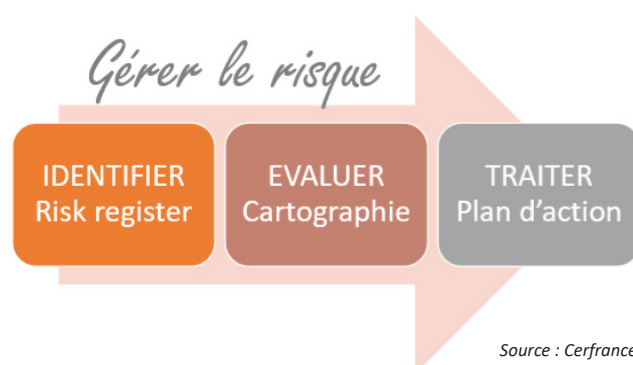 Gérer le risque
IDENTIFIER
Risk register
EVALUER
Cartographie
TRAITER
Plan d’action
Source : Cerfrance